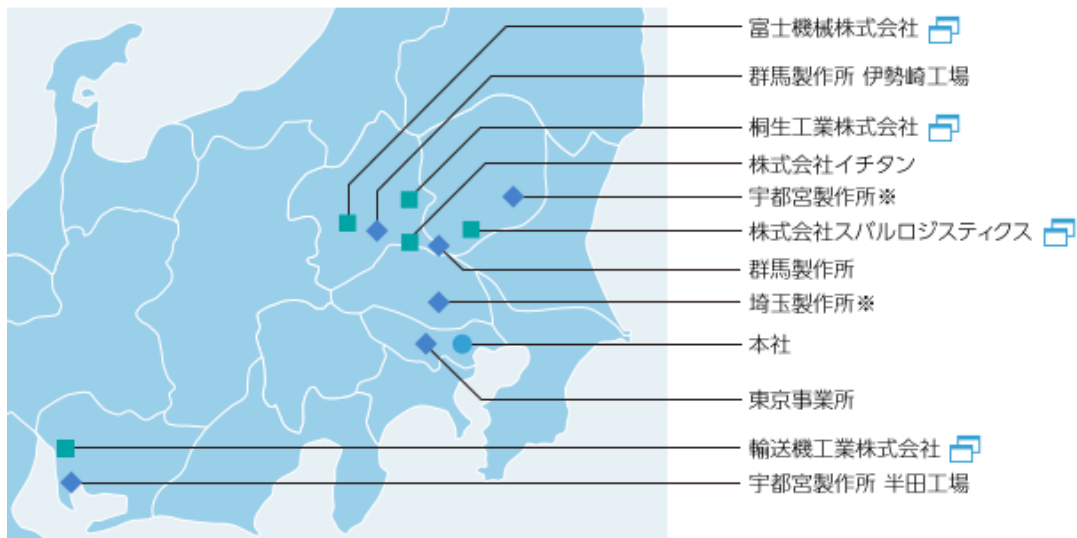 富士機械株式会社
群馬製作所 伊勢崎工場
桐生工業株式会社
株式会社イチタン
宇都宮製作所※
株式会社スバルロジスティクス
群馬製作所
埼玉製作所※
本社
東京事業所
輸送機工業株式会社
宇都宮製作所 半田工場